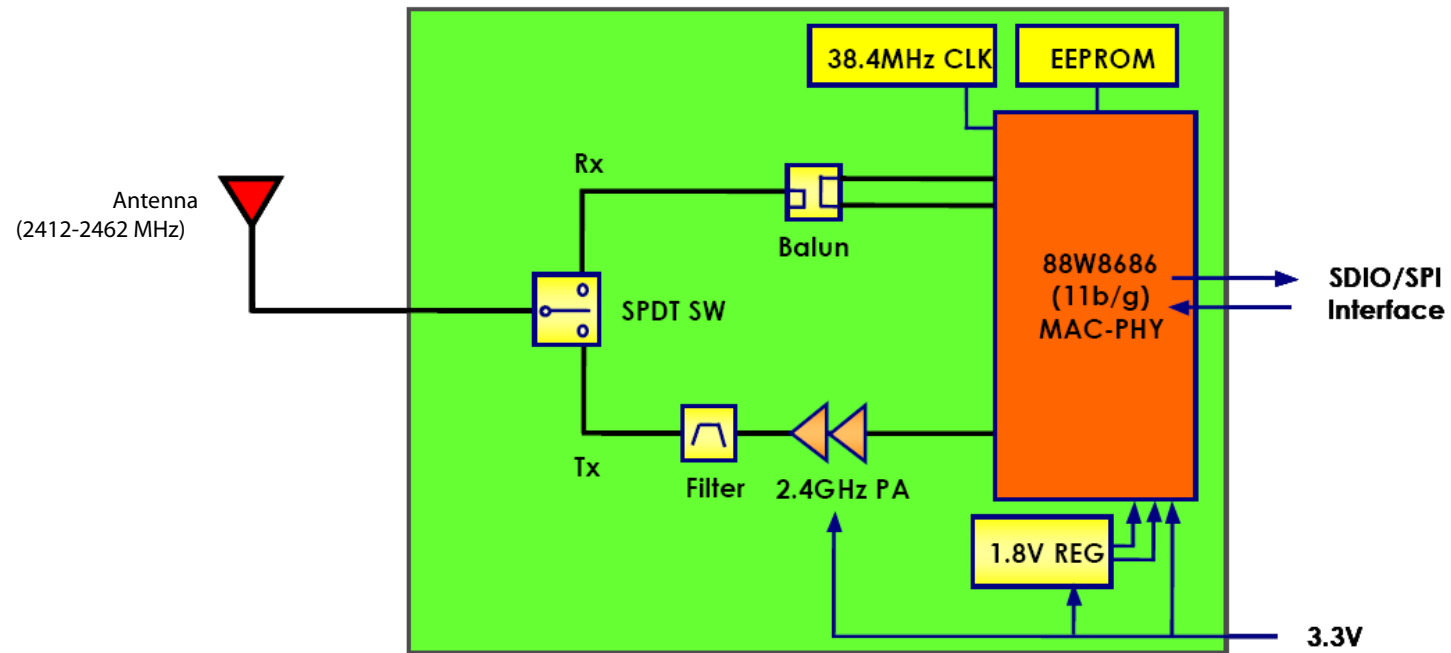 38.4MHz CLK
EEPROM
Rx
Antenna
(2412-2462 MHz)
Balun
88W8686
(11b/g)
MAC-PHY
SDIO/SPI
Interface
SPDT SW
Tx
Filter
2.4GHz PA
1.8V REG
3.3V